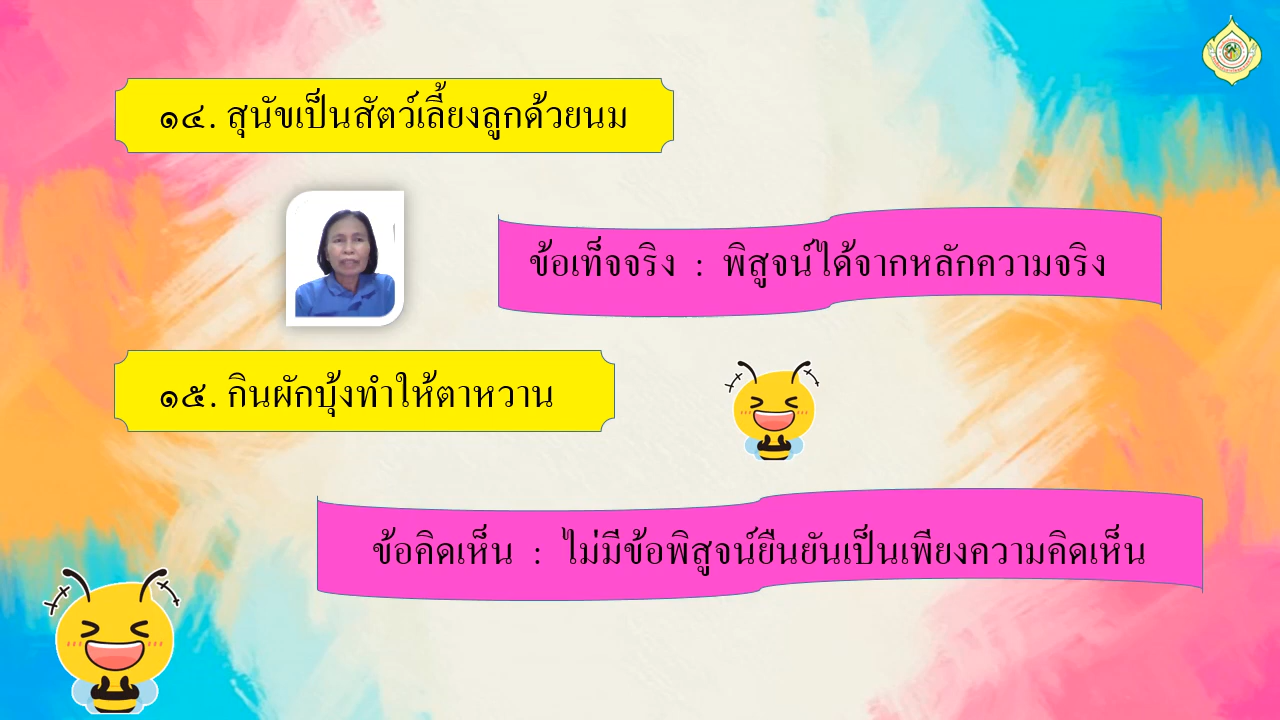 ๑๔. สุนัขเป็นสัตว์เลี้ยงลูกด้วยนม
ข้อเท็จจริง : พิสูจน์ได้จากหลักความจริง
๑๕. กินผักบุ้งทำให้ตาหวาน
ข้อคิดเห็น : ไม่มีข้อพิสูจน์ยืนยันเป็นเพียงความคิดเห็น